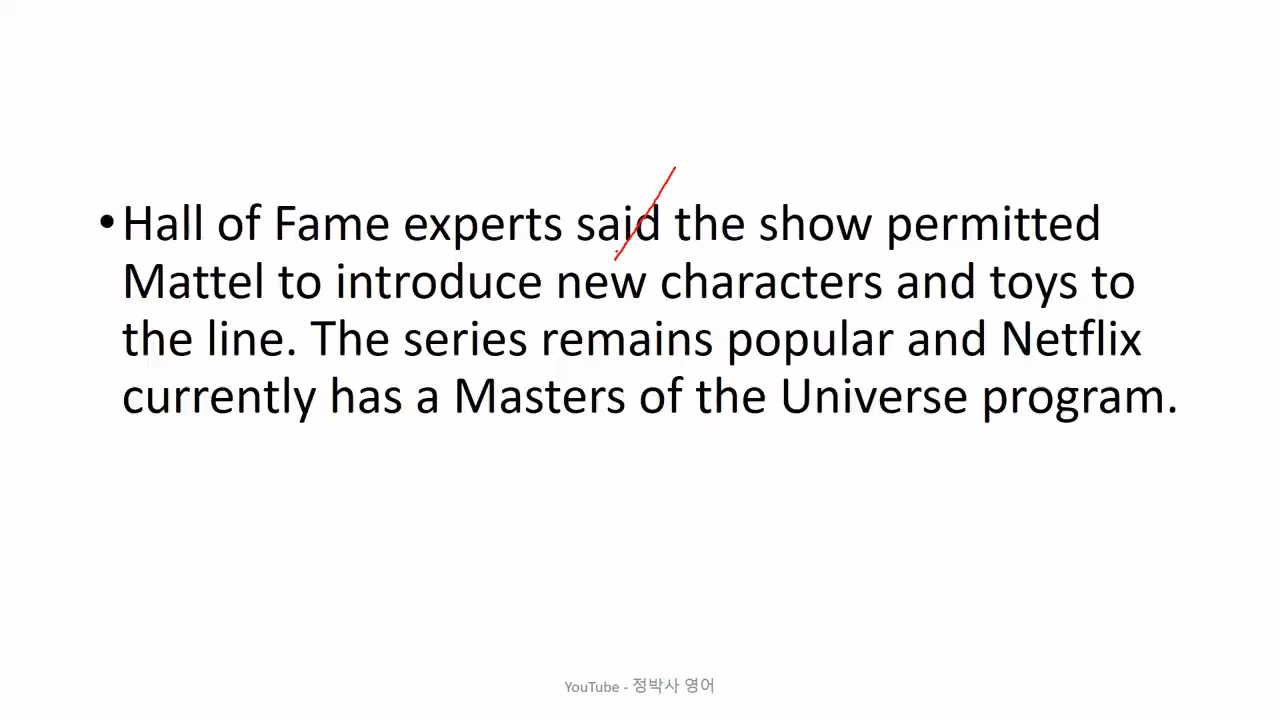 •Hall of Fame experts said the show permitted
Mattel to introduce new characters and toys to
the line. The series remains popular and Netflix
currently has a Masters of the Universe program.
YouTube - 정박사 영어